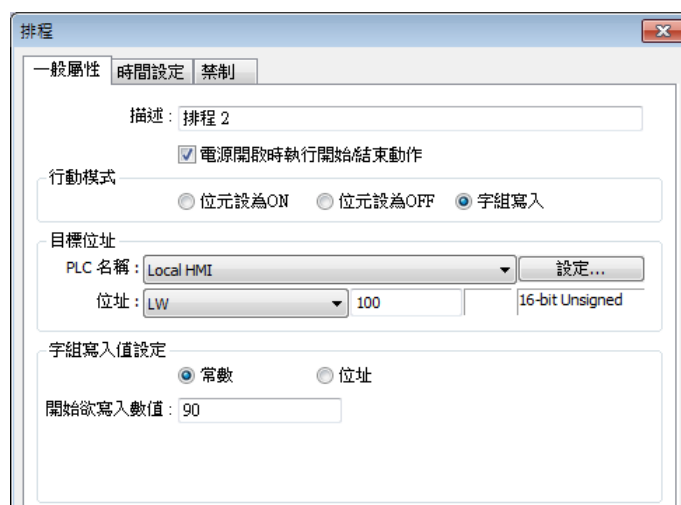 排程
一般屬性 時間設定 禁制
描述 : 排程 2
電源開啟時執行開始/結束動作
行動模式
位元設為ON 位元設為OFF 字組寫入
目標位址
PLC 名稱 : Local HMI 設定...
位址 : LW 100 16-bit Unsigned
字組寫入值設定
常數 位址
開始欲寫入數值 : 90